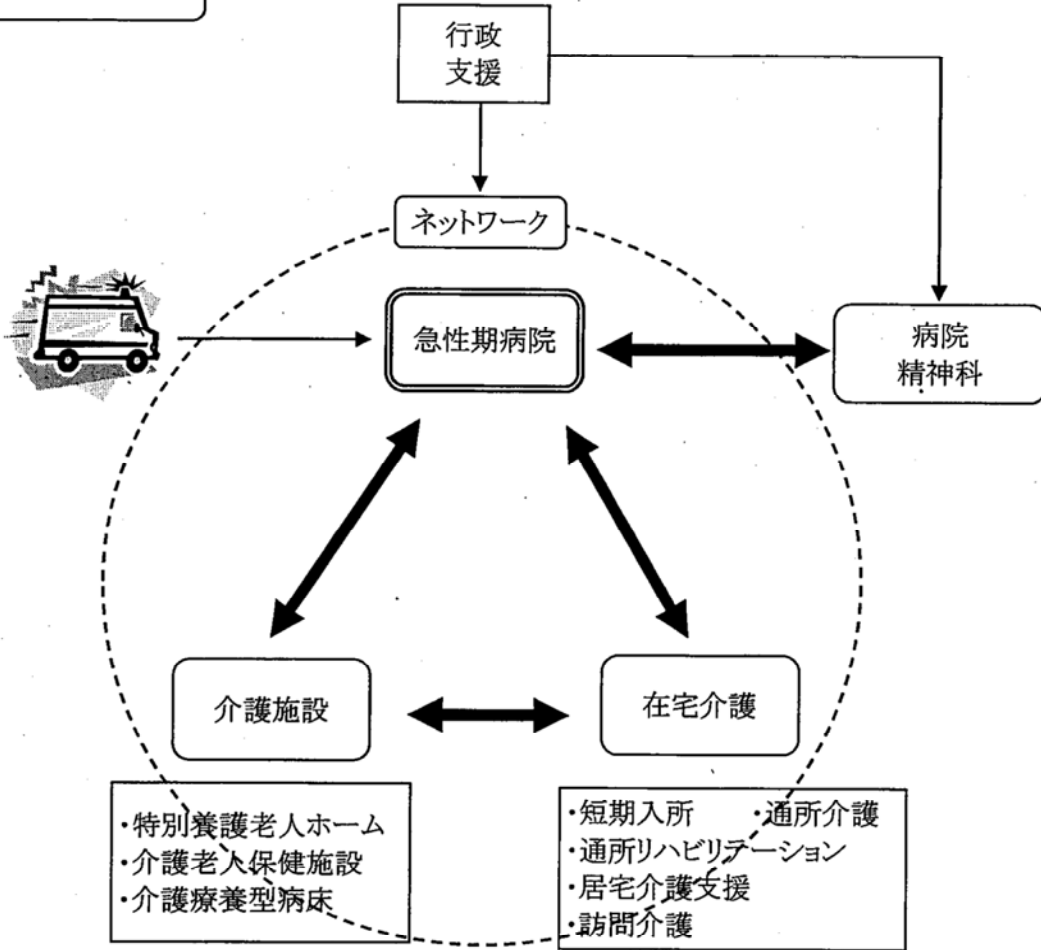 行政
支援
ネットワーク
急性期病院
病院
精神科
介護施設
在宅介護
・特別養護老人ホーム
・介護老人保健施設
・介護療養型病床
・短期入所　・通所介護
・通所リハビリテーション
・居宅介護支援
・訪問介護